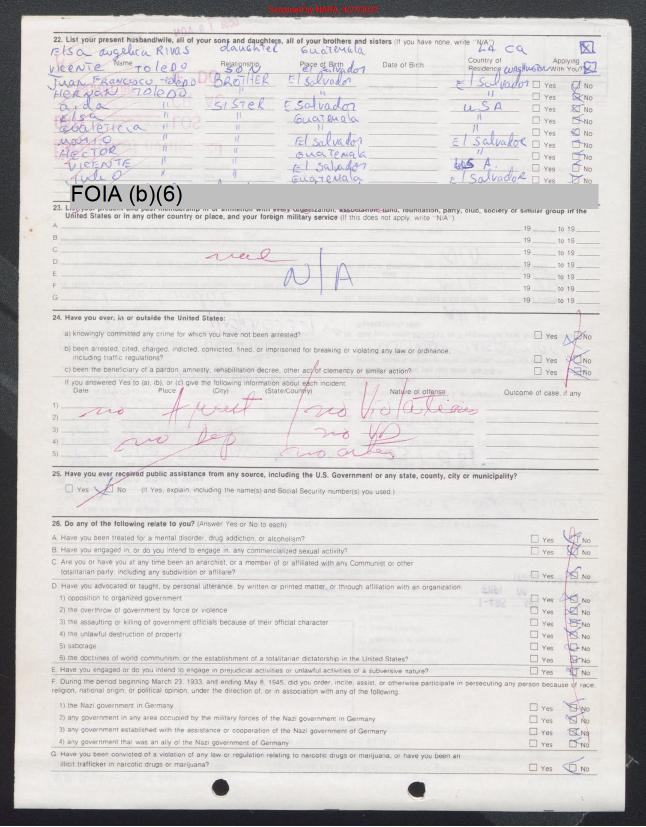 Screened by NARA, 4/27/2023
22. List your present husband/wife, all of your sons and daughters, all of your brothers and sisters (If you have none, write "N/A")
Name Relationship Place of Birth Date of Birth Country of Residence Applying With You?
Elsa angelica RIVAS daughter Guatemala LA CA
VICENTE TOLEDO SON El Salvador Washington
Juan FRANCISCO TOLEDO BROTHER El Salvador El Salvador Yes No
HERNAN TOLEDO " " " Yes No
aida " SISTER E Salvador USA Yes No
Elsa " " Guatemala " Yes No
" " " Yes No
" " El Salvador El Salvador Yes No
HECTOR " " Guatemala " Yes No
VICENTE " El Salvador US A. Yes No
Julio Guatemala El Salvador Yes No
FOIA (b)(6)
23. List your present and past membership in or affiliation with every organization, association, fund, foundation, party, club, society or similar group in the
United States or in any other country or place, and your foreign military service (If this does not apply, write "N/A")
A 19 to 19
B 19 to 19
C 19 to 19
D 19 to 19
N/A
E 19 to 19
F 19 to 19
G 19 to 19
24. Have you ever, in or outside the United States:
a) knowingly committed any crime for which you have not been arrested? Yes No
b) been arrested, cited, charged, indicted, convicted, fined, or imprisoned for breaking or violating any law or ordinance,
including traffic regulations? Yes No
c) been the beneficiary of a pardon, amnesty, rehabilitation decree, other act of clemency or similar action? Yes No
If you answered Yes to (a), (b), or (c) give the following information about each incident
Date Place (City) (State/Country) Nature of offense Outcome of case, if any
1) no Arrest / no Violations
2)
3) no Dep no
4)
5) no
25. Have you ever received public assistance from any source, including the U.S. Government or any state, county, city or municipality?
Yes No (If Yes, explain, including the name(s) and Social Security number(s) you used.)
26. Do any of the following relate to you? (Answer Yes or No to each)
A. Have you been treated for a mental disorder, drug addiction, or alcoholism? Yes No
B. Have you engaged in, or do you intend to engage in, any commercialized sexual activity? Yes No
C. Are you or have you at any time been an anarchist, or a member of or affiliated with any Communist or other
totalitarian party, including any subdivision or affiliate? Yes No
D. Have you advocated or taught, by personal utterance, by written or printed matter, or through affiliation with an organization:
1) opposition to organized government Yes No
2) the overthrow of government by force or violence Yes No
3) the assaulting or killing of government officials because of their official character Yes No
4) the unlawful destruction of property Yes No
5) sabotage Yes No
6) the doctrines of world communism, or the establishment of a totalitarian dictatorship in the United States? Yes No
E. Have you engaged or do you intend to engage in prejudicial activities or unlawful activities of a subversive nature? Yes No
F. During the period beginning March 23, 1933, and ending May 8, 1945, did you order, incite, assist, or otherwise participate in persecuting any person because of race,
religion, national origin, or political opinion, under the direction of, or in association with any of the following:
1) the Nazi government in Germany Yes No
2) any government in any area occupied by the military forces of the Nazi government in Germany Yes No
3) any government established with the assistance or cooperation of the Nazi government of Germany Yes No
4) any government that was an ally of the Nazi government of Germany Yes No
G. Have you been convicted of a violation of any law or regulation relating to narcotic drugs or marijuana, or have you been an
illicit trafficker in narcotic drugs or marijuana? Yes No